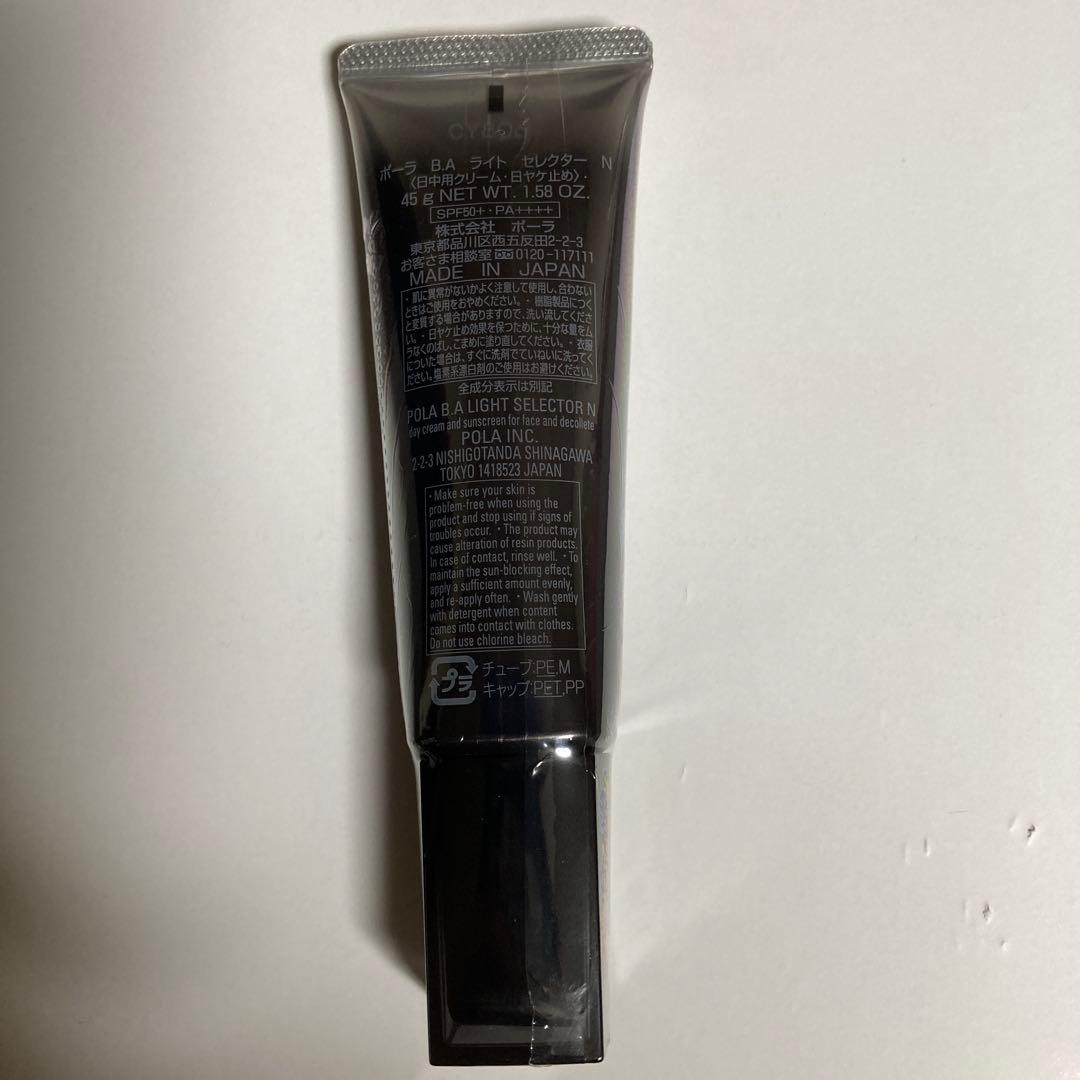 ポーラ B.A ライト セレクター N
〈日中用クリーム・日ヤケ止め〉・
45 g NET WT. 1.58 OZ.
SPF50+・PA++++
株式会社 ポーラ
東京都品川区西五反田2-2-3
お客さま相談室 0120-117111
MADE IN JAPAN
・肌に異常がないかよく注意して使用し、合わない
ときはご使用をおやめください。・樹脂製品につく
と変質する場合がありますので、洗い流してくださ
い。・日ヤケ止め効果を保つために、十分な量をム
ラなくのばし、こまめに塗り直してください。・衣服
についた場合は、すぐに洗剤でていねいに洗ってく
ださい。塩素系漂白剤のご使用はお避けください。
全成分表示は別記
POLA B.A LIGHT SELECTOR N
day cream and sunscreen for face and decollete
POLA INC.
2-2-3 NISHIGOTANDA SHINAGAWA
TOKYO 1418523 JAPAN
・Make sure your skin is
problem-free when using the
product and stop using if signs of
troubles occur. ・The product may
cause alteration of resin products.
In case of contact, rinse well. ・To
maintain the sun-blocking effect,
apply a sufficient amount evenly,
and re-apply often. ・Wash gently
with detergent when content
comes into contact with clothes.
Do not use chlorine bleach.
プラ チューブ:PE,M
キャップ:PET,PP